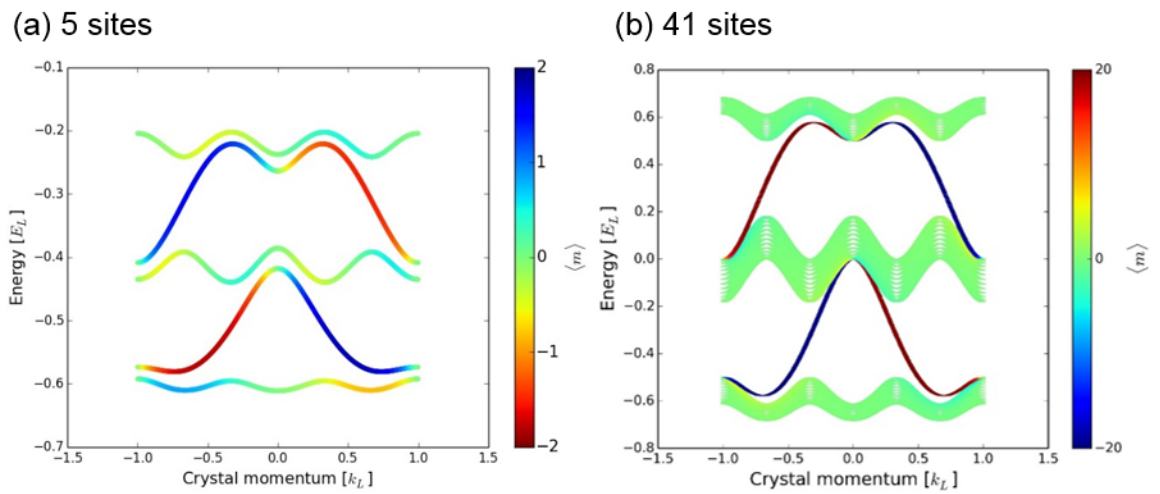 (a) 5 sites
(b) 41 sites
−0.1
−0.2
−0.3
−0.4
−0.5
−0.6
−0.7
Energy [E_L]
−1.5 −1.0 −0.5 0.0 0.5 1.0 1.5
Crystal momentum [k_L]
2
1
0
−1
−2
⟨m⟩
0.8
0.6
0.4
0.2
0.0
−0.2
−0.4
−0.6
−0.8
Energy [E_L]
−1.5 −1.0 −0.5 0.0 0.5 1.0 1.5
Crystal momentum [k_L]
20
0
−20
⟨m⟩